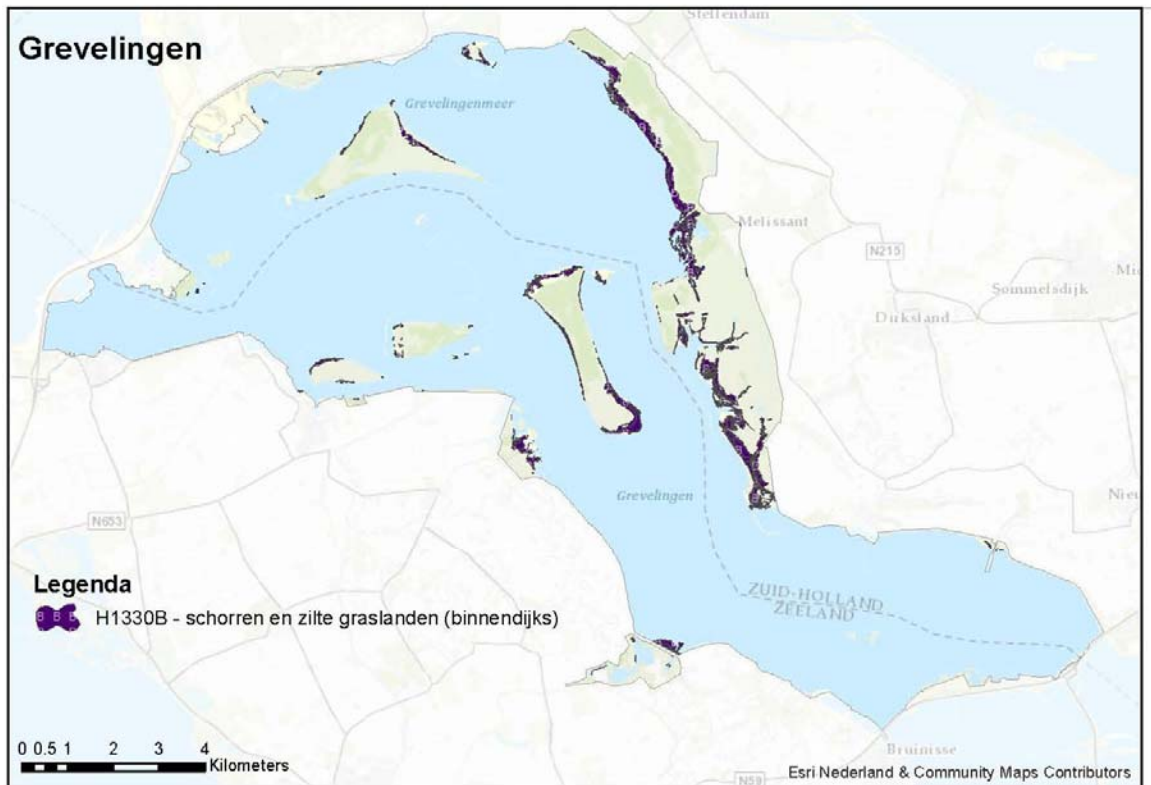 Grevelingen
Stellendam
Grevelingenmeer
Melissant
N215
Sommelsdijk
Dirksland
Grevelingen
N653
ZUID-HOLLAND
ZEELAND
Legenda
B B B
H1330B - schorren en zilte graslanden (binnendijks)
Bruinisse
N59
0 0.5 1 2 3 4
Kilometers
Esri Nederland & Community Maps Contributors